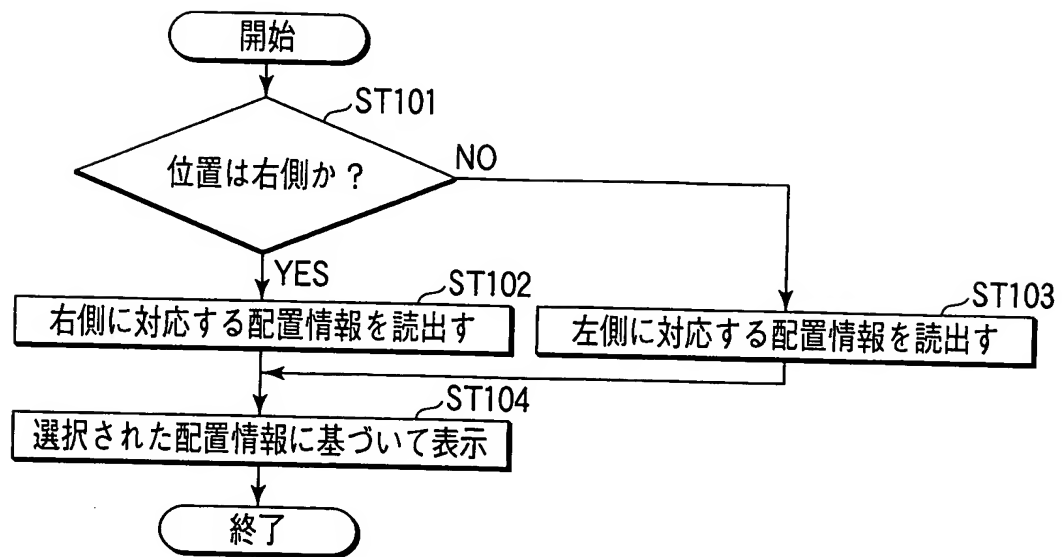 開始
ST101
位置は右側か？
NO
YES
ST102
右側に対応する配置情報を読出す
ST103
左側に対応する配置情報を読出す
ST104
選択された配置情報に基づいて表示
終了